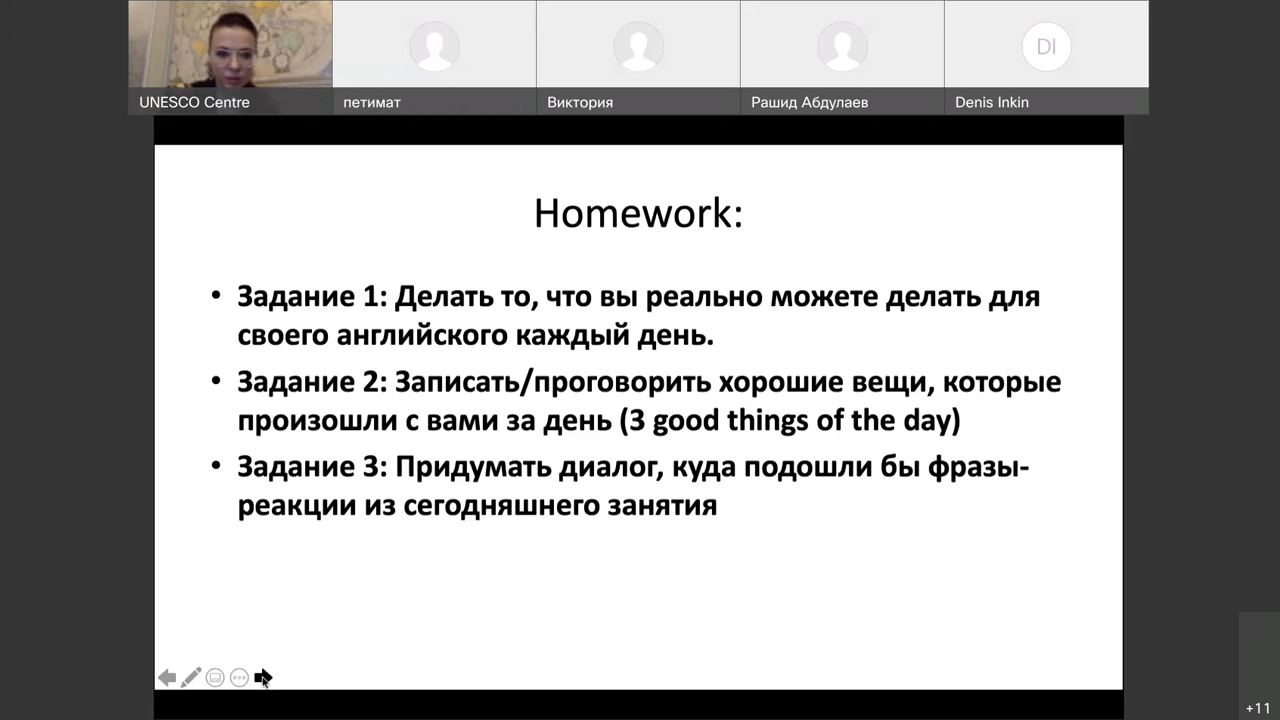 UNESCO Centre
петимат
Виктория
Рашид Абдулаев
DI
Denis Inkin
Homework:
• Задание 1: Делать то, что вы реально можете делать для
своего английского каждый день.
• Задание 2: Записать/проговорить хорошие вещи, которые
произошли с вами за день (3 good things of the day)
• Задание 3: Придумать диалог, куда подошли бы фразы-
реакции из сегодняшнего занятия
+11